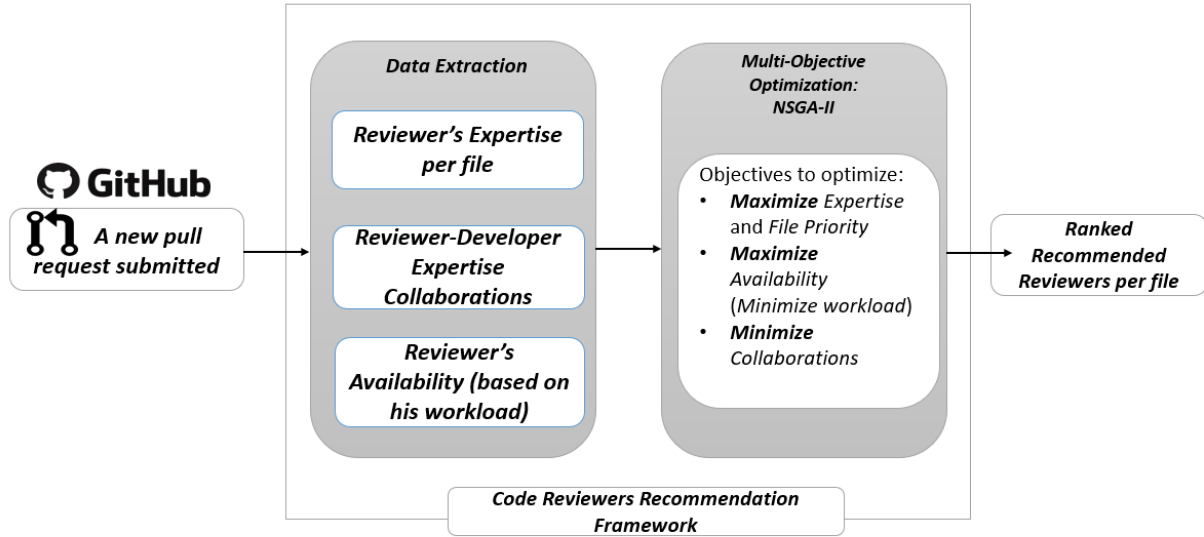 GitHub
A new pull
request submitted
Data Extraction
Reviewer's Expertise
per file
Reviewer-Developer
Expertise
Collaborations
Reviewer's
Availability (based on
his workload)
Multi-Objective
Optimization:
NSGA-II
Objectives to optimize:
• Maximize Expertise
and File Priority
• Maximize
Availability
(Minimize workload)
• Minimize
Collaborations
Ranked
Recommended
Reviewers per file
Code Reviewers Recommendation
Framework